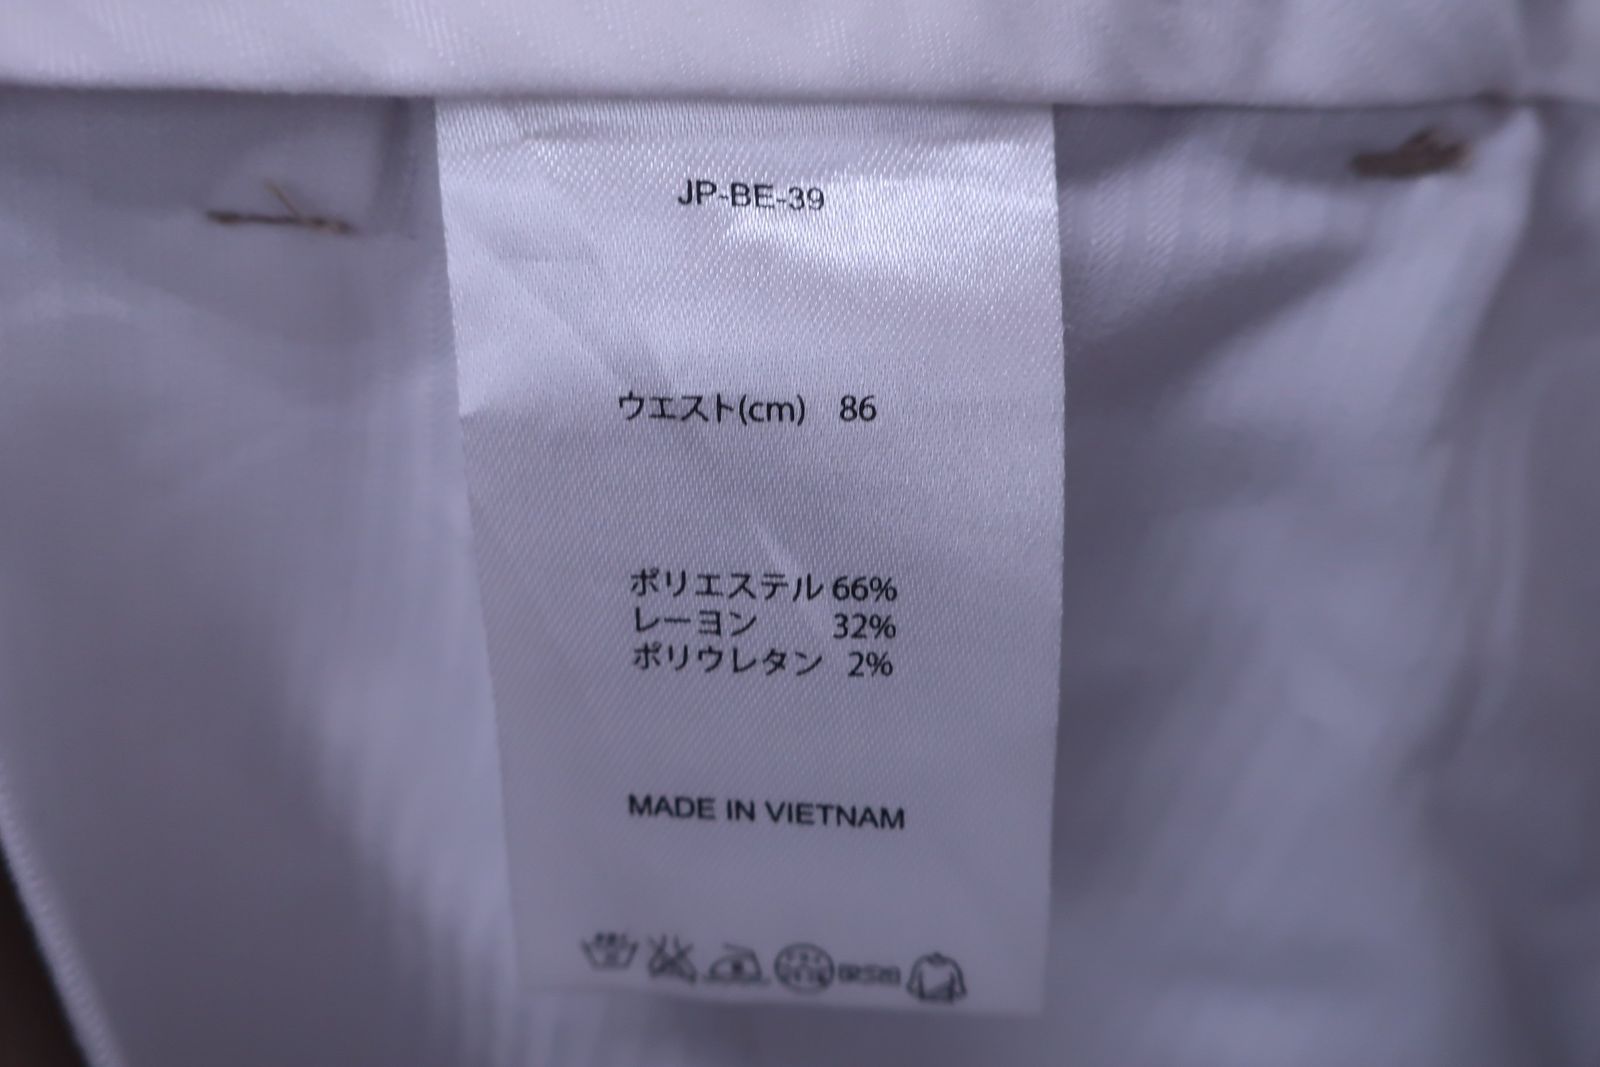 JP-BE-39
ウエスト(cm) 86
ポリエステル 66%
レーヨン 32%
ポリウレタン 2%
MADE IN VIETNAM